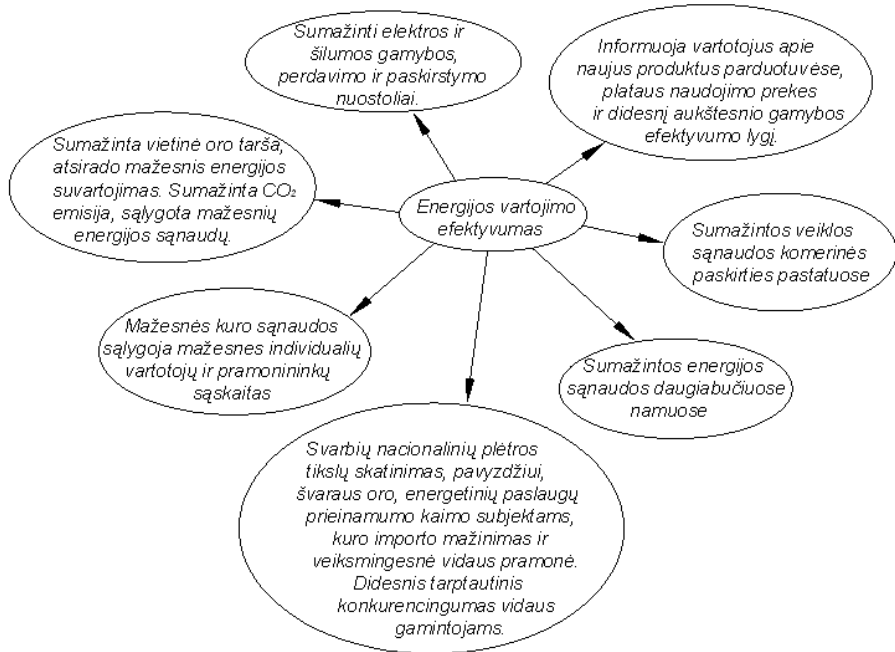 Sumažinti elektros ir
šilumos gamybos,
perdavimo ir paskirstymo
nuostoliai.
Informuoja vartotojus apie
naujus produktus parduotuvėse,
plataus naudojimo prekes
ir didesnį aukštesnio gamybos
efektyvumo lygį.
Sumažinta vietinė oro tarša,
atsirado mažesnis energijos
suvartojimas. Sumažinta CO₂
emisija, sąlygota mažesnių
energijos sąnaudų.
Energijos vartojimo
efektyvumas
Sumažintos veiklos
sąnaudos komerinės
paskirties pastatuose
Mažesnės kuro sąnaudos
sąlygoja mažesnes individualių
vartotojų ir pramonininkų
sąskaitas
Sumažintos energijos
sąnaudos daugiabučiuose
namuose
Svarbių nacionalinių plėtros
tikslų skatinimas, pavyzdžiui,
švaraus oro, energetinių paslaugų
prieinamumo kaimo subjektams,
kuro importo mažinimas ir
veiksmingesnė vidaus pramonė.
Didesnis tarptautinis
konkurencingumas vidaus
gamintojams.